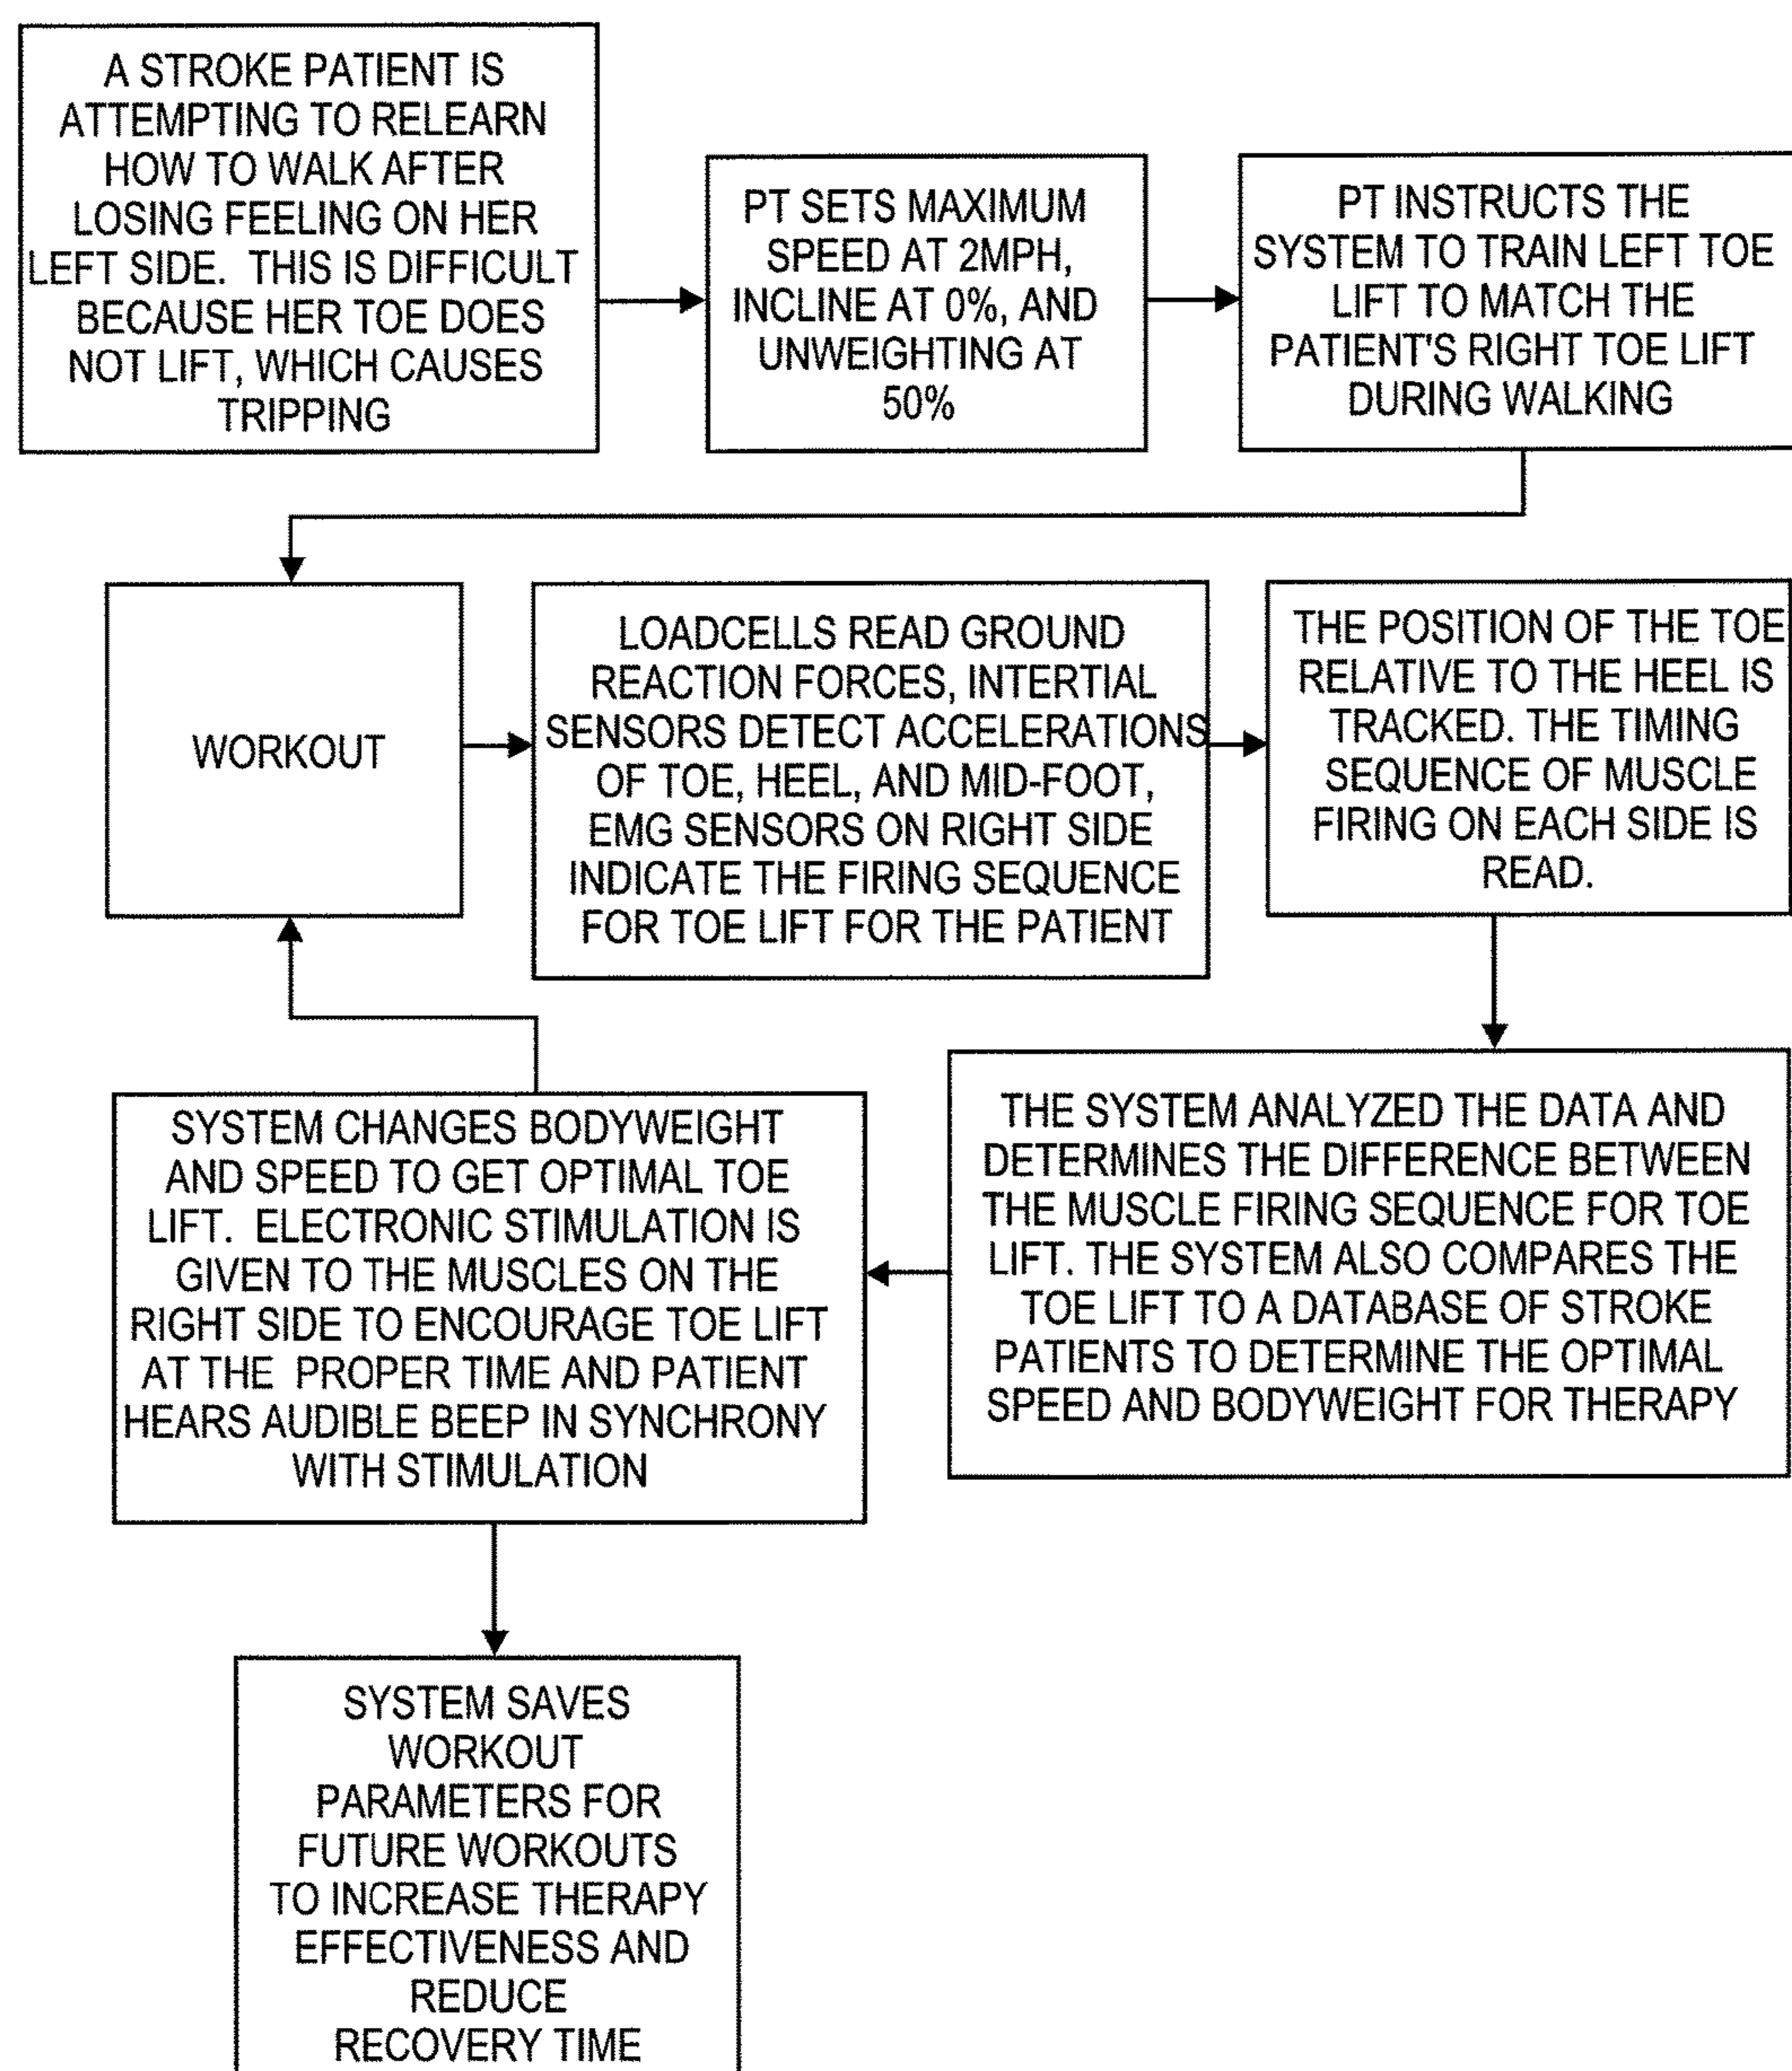 A STROKE PATIENT IS
ATTEMPTING TO RELEARN
HOW TO WALK AFTER
LOSING FEELING ON HER
LEFT SIDE. THIS IS DIFFICULT
BECAUSE HER TOE DOES
NOT LIFT, WHICH CAUSES
TRIPPING
PT SETS MAXIMUM
SPEED AT 2MPH,
INCLINE AT 0%, AND
UNWEIGHTING AT
50%
PT INSTRUCTS THE
SYSTEM TO TRAIN LEFT TOE
LIFT TO MATCH THE
PATIENT'S RIGHT TOE LIFT
DURING WALKING
WORKOUT
LOADCELLS READ GROUND
REACTION FORCES, INTERTIAL
SENSORS DETECT ACCELERATIONS
OF TOE, HEEL, AND MID-FOOT,
EMG SENSORS ON RIGHT SIDE
INDICATE THE FIRING SEQUENCE
FOR TOE LIFT FOR THE PATIENT
THE POSITION OF THE TOE
RELATIVE TO THE HEEL IS
TRACKED. THE TIMING
SEQUENCE OF MUSCLE
FIRING ON EACH SIDE IS
READ.
THE SYSTEM ANALYZED THE DATA AND
DETERMINES THE DIFFERENCE BETWEEN
THE MUSCLE FIRING SEQUENCE FOR TOE
LIFT. THE SYSTEM ALSO COMPARES THE
TOE LIFT TO A DATABASE OF STROKE
PATIENTS TO DETERMINE THE OPTIMAL
SPEED AND BODYWEIGHT FOR THERAPY
SYSTEM CHANGES BODYWEIGHT
AND SPEED TO GET OPTIMAL TOE
LIFT. ELECTRONIC STIMULATION IS
GIVEN TO THE MUSCLES ON THE
RIGHT SIDE TO ENCOURAGE TOE LIFT
AT THE PROPER TIME AND PATIENT
HEARS AUDIBLE BEEP IN SYNCHRONY
WITH STIMULATION
SYSTEM SAVES
WORKOUT
PARAMETERS FOR
FUTURE WORKOUTS
TO INCREASE THERAPY
EFFECTIVENESS AND
REDUCE
RECOVERY TIME